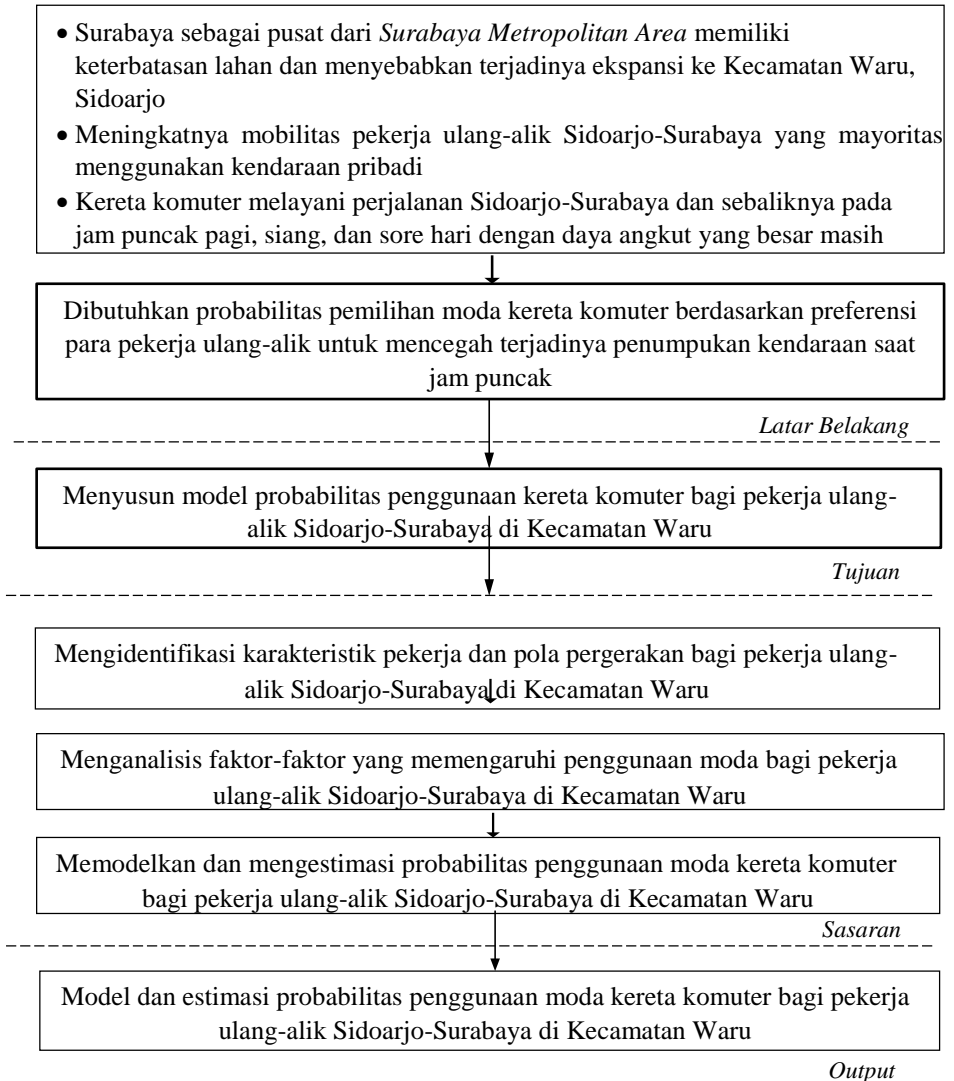 • Surabaya sebagai pusat dari Surabaya Metropolitan Area memiliki
keterbatasan lahan dan menyebabkan terjadinya ekspansi ke Kecamatan Waru,
Sidoarjo
• Meningkatnya mobilitas pekerja ulang-alik Sidoarjo-Surabaya yang mayoritas
menggunakan kendaraan pribadi
• Kereta komuter melayani perjalanan Sidoarjo-Surabaya dan sebaliknya pada
jam puncak pagi, siang, dan sore hari dengan daya angkut yang besar masih
Dibutuhkan probabilitas pemilihan moda kereta komuter berdasarkan preferensi
para pekerja ulang-alik untuk mencegah terjadinya penumpukan kendaraan saat
jam puncak
Latar Belakang
Menyusun model probabilitas penggunaan kereta komuter bagi pekerja ulang-
alik Sidoarjo-Surabaya di Kecamatan Waru
Tujuan
Mengidentifikasi karakteristik pekerja dan pola pergerakan bagi pekerja ulang-
alik Sidoarjo-Surabaya di Kecamatan Waru
Menganalisis faktor-faktor yang memengaruhi penggunaan moda bagi pekerja
ulang-alik Sidoarjo-Surabaya di Kecamatan Waru
Memodelkan dan mengestimasi probabilitas penggunaan moda kereta komuter
bagi pekerja ulang-alik Sidoarjo-Surabaya di Kecamatan Waru
Sasaran
Model dan estimasi probabilitas penggunaan moda kereta komuter bagi pekerja
ulang-alik Sidoarjo-Surabaya di Kecamatan Waru
Output